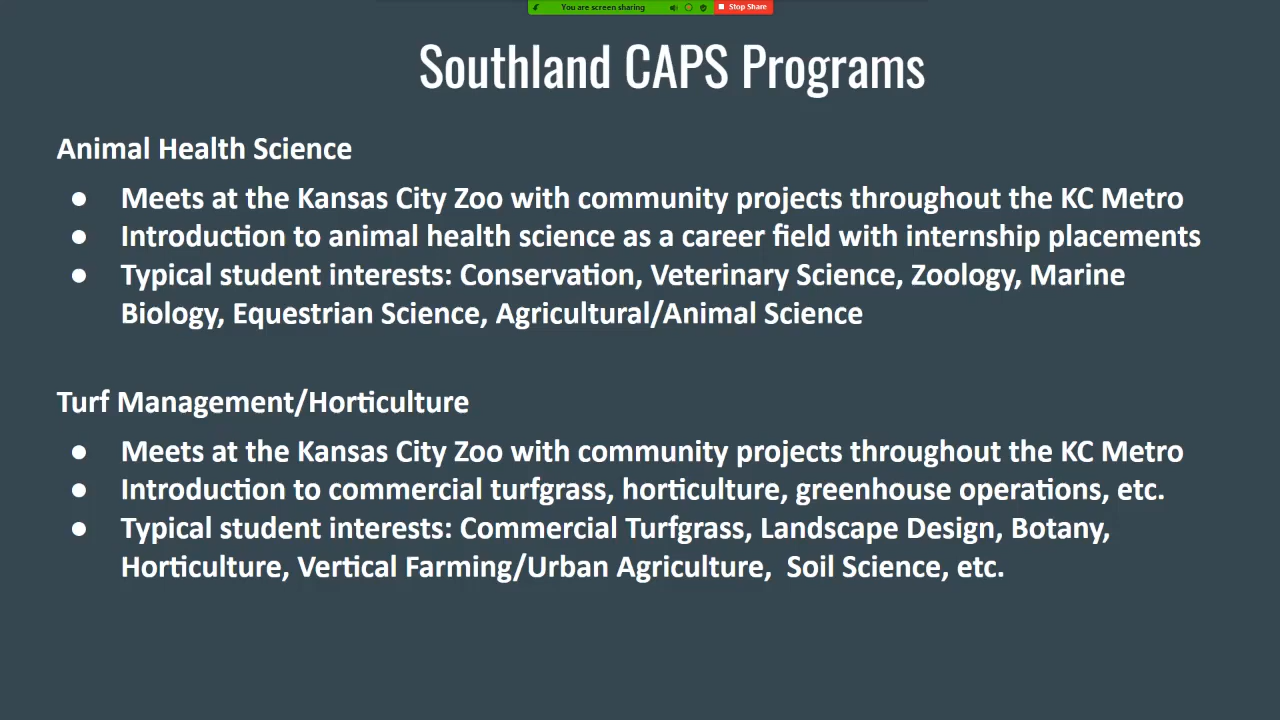 You are screen sharing Stop Share
Southland CAPS Programs
Animal Health Science
● Meets at the Kansas City Zoo with community projects throughout the KC Metro
● Introduction to animal health science as a career field with internship placements
● Typical student interests: Conservation, Veterinary Science, Zoology, Marine
Biology, Equestrian Science, Agricultural/Animal Science
Turf Management/Horticulture
● Meets at the Kansas City Zoo with community projects throughout the KC Metro
● Introduction to commercial turfgrass, horticulture, greenhouse operations, etc.
● Typical student interests: Commercial Turfgrass, Landscape Design, Botany,
Horticulture, Vertical Farming/Urban Agriculture,  Soil Science, etc.